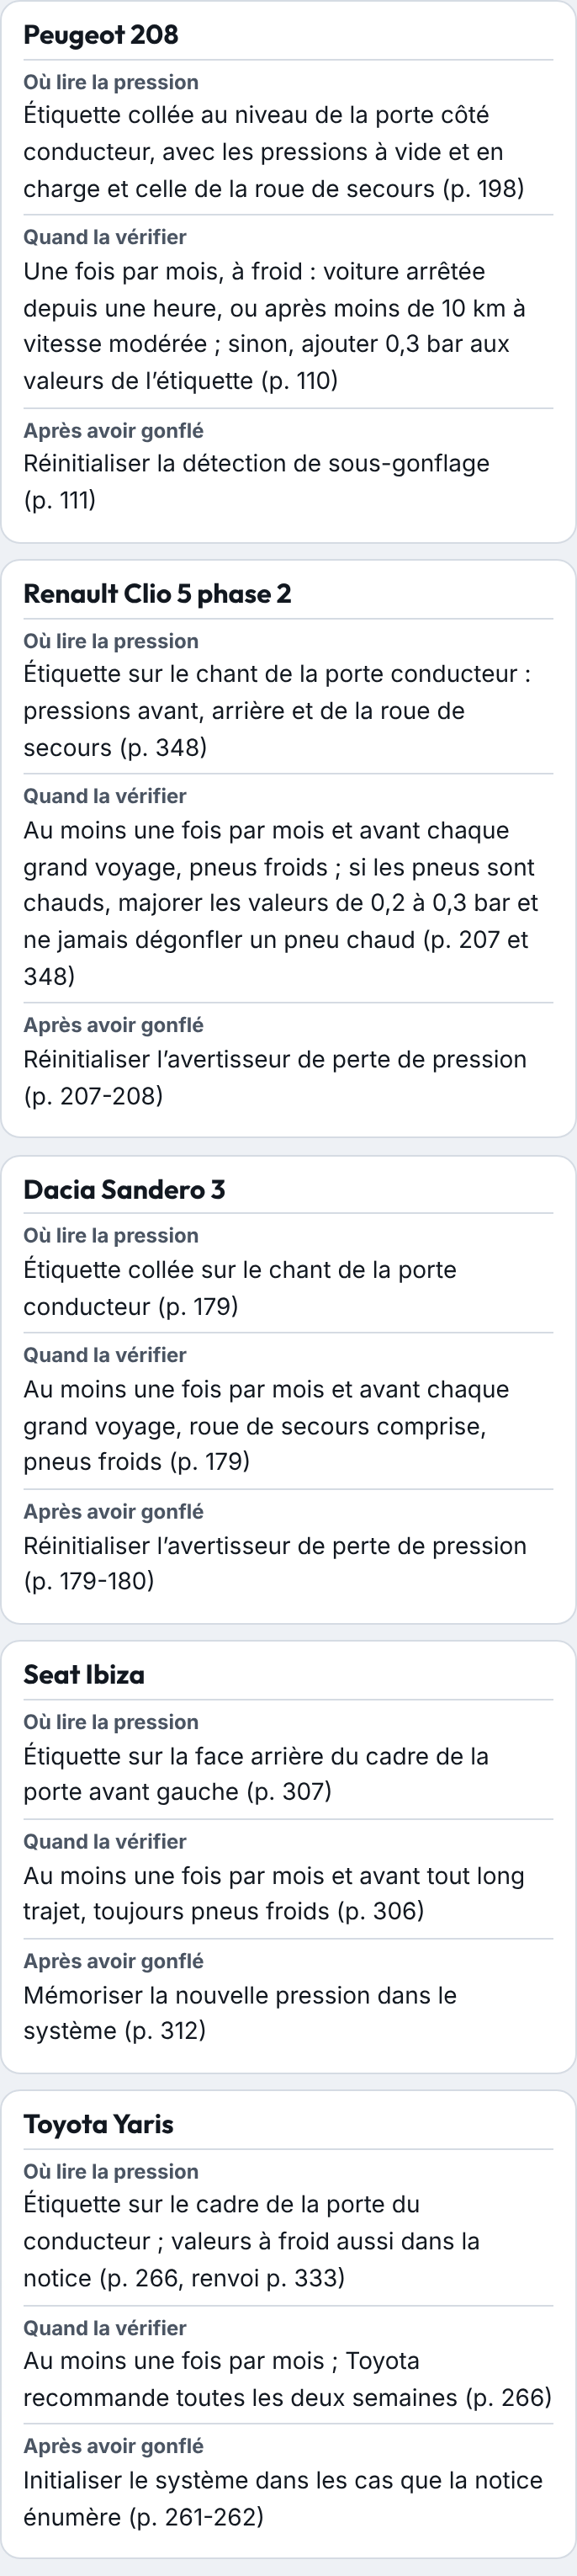 Peugeot 208
Où lire la pression
Étiquette collée au niveau de la porte côté
conducteur, avec les pressions à vide et en
charge et celle de la roue de secours (p. 198)
Quand la vérifier
Une fois par mois, à froid : voiture arrêtée
depuis une heure, ou après moins de 10 km à
vitesse modérée ; sinon, ajouter 0,3 bar aux
valeurs de l’étiquette (p. 110)
Après avoir gonflé
Réinitialiser la détection de sous-gonflage
(p. 111)
Renault Clio 5 phase 2
Où lire la pression
Étiquette sur le chant de la porte conducteur :
pressions avant, arrière et de la roue de
secours (p. 348)
Quand la vérifier
Au moins une fois par mois et avant chaque
grand voyage, pneus froids ; si les pneus sont
chauds, majorer les valeurs de 0,2 à 0,3 bar et
ne jamais dégonfler un pneu chaud (p. 207 et
348)
Après avoir gonflé
Réinitialiser l’avertisseur de perte de pression
(p. 207-208)
Dacia Sandero 3
Où lire la pression
Étiquette collée sur le chant de la porte
conducteur (p. 179)
Quand la vérifier
Au moins une fois par mois et avant chaque
grand voyage, roue de secours comprise,
pneus froids (p. 179)
Après avoir gonflé
Réinitialiser l’avertisseur de perte de pression
(p. 179-180)
Seat Ibiza
Où lire la pression
Étiquette sur la face arrière du cadre de la
porte avant gauche (p. 307)
Quand la vérifier
Au moins une fois par mois et avant tout long
trajet, toujours pneus froids (p. 306)
Après avoir gonflé
Mémoriser la nouvelle pression dans le
système (p. 312)
Toyota Yaris
Où lire la pression
Étiquette sur le cadre de la porte du
conducteur ; valeurs à froid aussi dans la
notice (p. 266, renvoi p. 333)
Quand la vérifier
Au moins une fois par mois ; Toyota
recommande toutes les deux semaines (p. 266)
Après avoir gonflé
Initialiser le système dans les cas que la notice
énumère (p. 261-262)